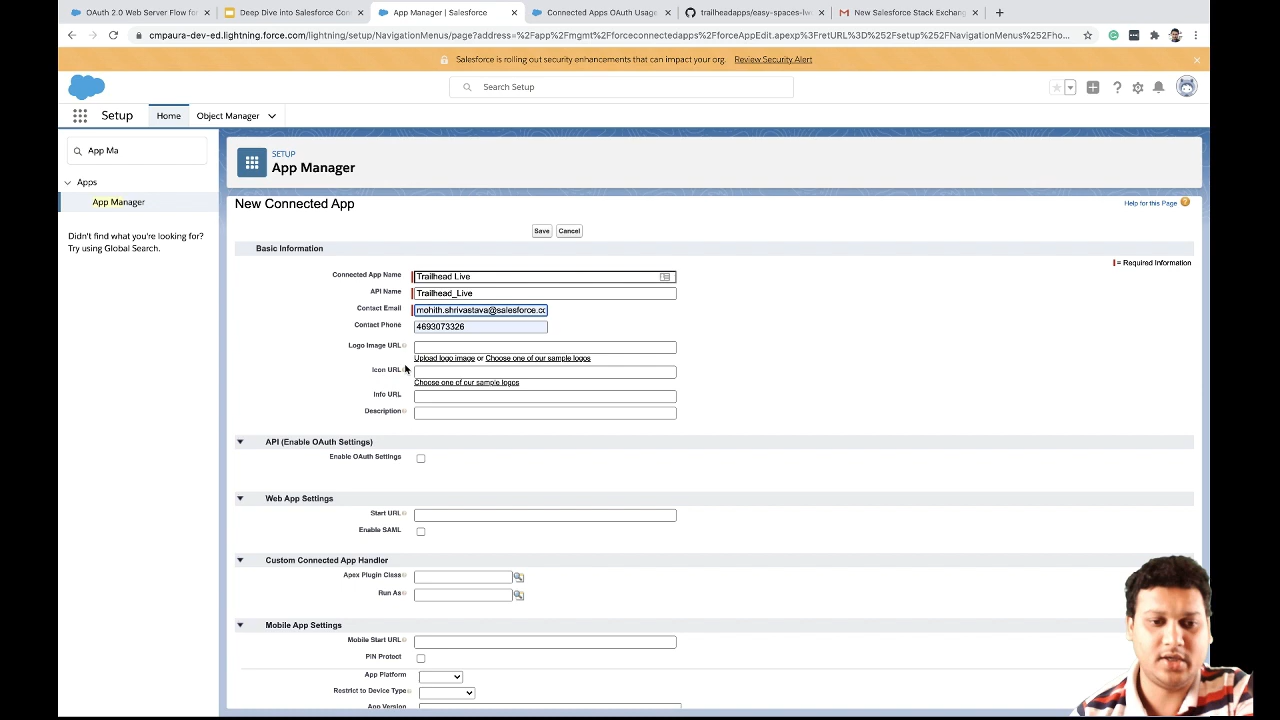 OAuth 2.0 Web Server Flow for
Deep Dive into Salesforce Con
App Manager | Salesforce
Connected Apps OAuth Usage
trailheadapps/easy-spaces-lw
New Salesforce Stack Exchang
cmpaura-dev-ed.lightning.force.com/lightning/setup/NavigationMenus/page?address=%2Fapp%2Fmgmt%2Fforceconnectedapps%2FforceAppEdit.apexp%3FretURL%3D%252Fsetup%252FNavigationMenus%252Fho...
Salesforce is rolling out security enhancements that can impact your org. Review Security Alert
Search Setup
Setup
Home
Object Manager
App Ma
Apps
App Manager
Didn't find what you're looking for?
Try using Global Search.
SETUP
App Manager
New Connected App
Help for this Page
Save
Cancel
Basic Information
= Required Information
Connected App Name
Trailhead Live
API Name
Trailhead_Live
Contact Email
mohith.shrivastava@salesforce.cc
Contact Phone
4693073326
Logo Image URL
Upload logo image or Choose one of our sample logos
Icon URL
Choose one of our sample logos
Info URL
Description
API (Enable OAuth Settings)
Enable OAuth Settings
Web App Settings
Start URL
Enable SAML
Custom Connected App Handler
Apex Plugin Class
Run As
Mobile App Settings
Mobile Start URL
PIN Protect
App Platform
Restrict to Device Type
App Version